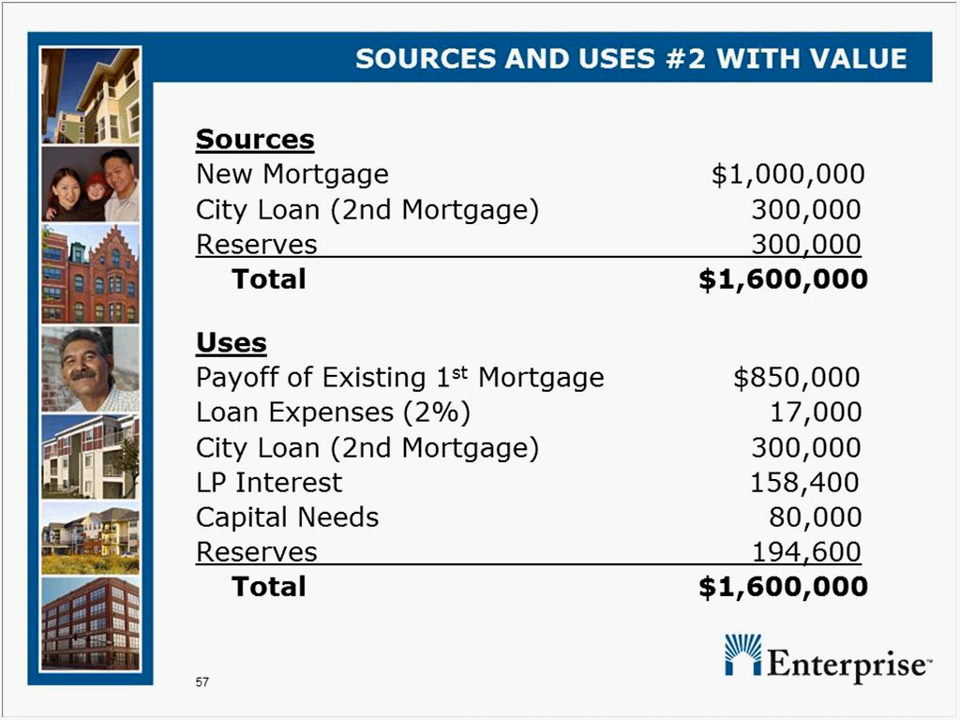 SOURCES AND USES #2 WITH VALUE
Sources
New Mortgage $1,000,000
City Loan (2nd Mortgage) 300,000
Reserves 300,000
Total $1,600,000
Uses
Payoff of Existing 1st Mortgage $850,000
Loan Expenses (2%) 17,000
City Loan (2nd Mortgage) 300,000
LP Interest 158,400
Capital Needs 80,000
Reserves 194,600
Total $1,600,000
Enterprise™
57